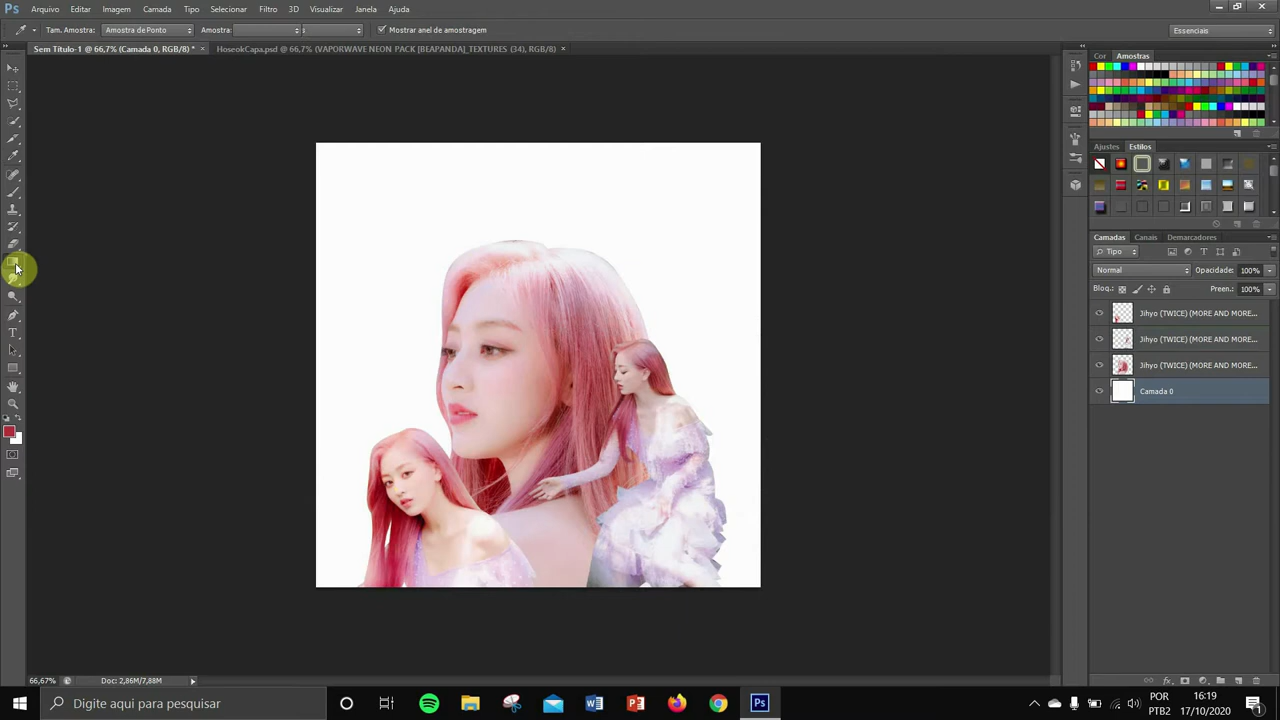 Ps Arquivo Editar Imagem Camada Tipo Selecionar Filtro 3D Visualizar Janela Ajuda
Tam. Amostra: Amostra de Ponto Amostra: s Mostrar anel de amostragem Essenciais
Sem Título-1 @ 66,7% (Camada 0, RGB/8) * × HoseokCapa.psd @ 66,7% (VAPORWAVE NEON PACK [BEAPANDA]_TEXTURES (34), RGB/8) ×
Cor Amostras
Ajustes Estilos
Camadas Canais Demarcadores
Tipo
Normal Opacidade: 100%
Bloq.: Preen.: 100%
Jihyo (TWICE) (MORE AND MORE...
Jihyo (TWICE) (MORE AND MORE...
Jihyo (TWICE) (MORE AND MORE...
Camada 0
66,67% Doc: 2,86M/7,88M
Digite aqui para pesquisar
POR 16:19
PTB2 17/10/2020